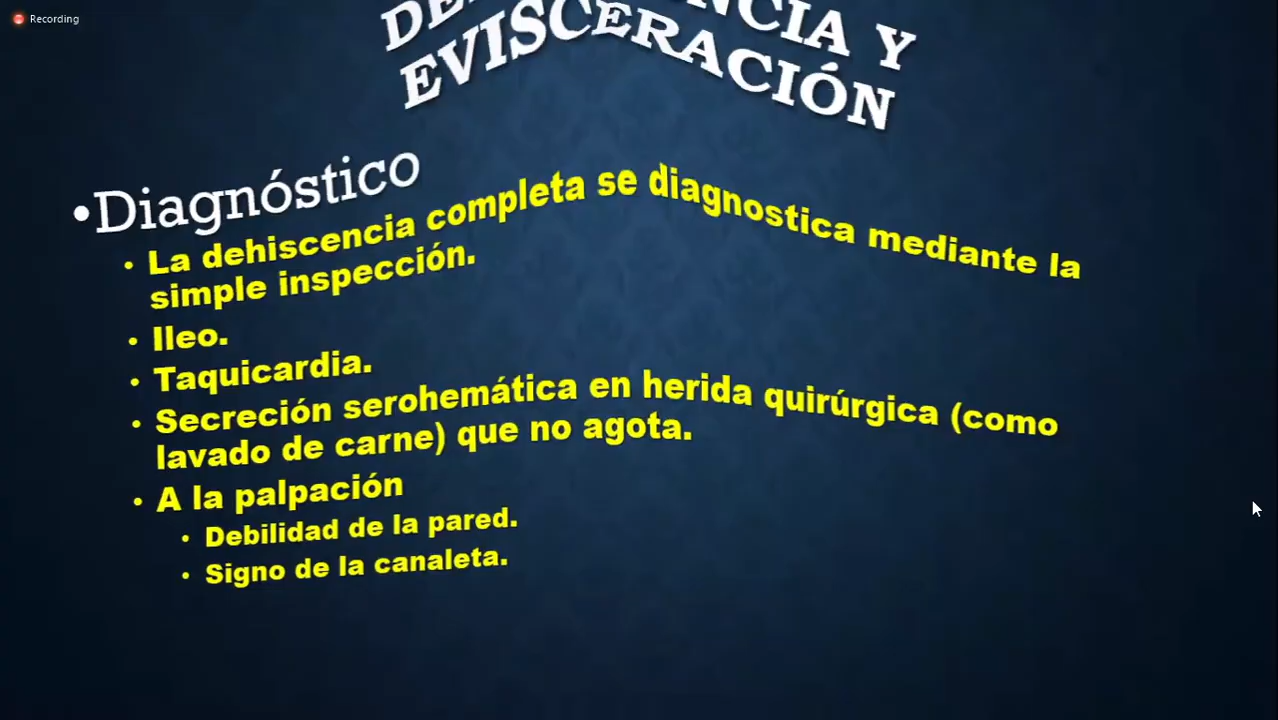 Recording
Y
EVISCERACIÓN
•Diagnóstico
• La dehiscencia completa se diagnostica mediante la
simple inspección.
• Ileo.
• Taquicardia.
• Secreción serohemática en herida quirúrgica (como
lavado de carne) que no agota.
• A la palpación
• Debilidad de la pared.
• Signo de la canaleta.